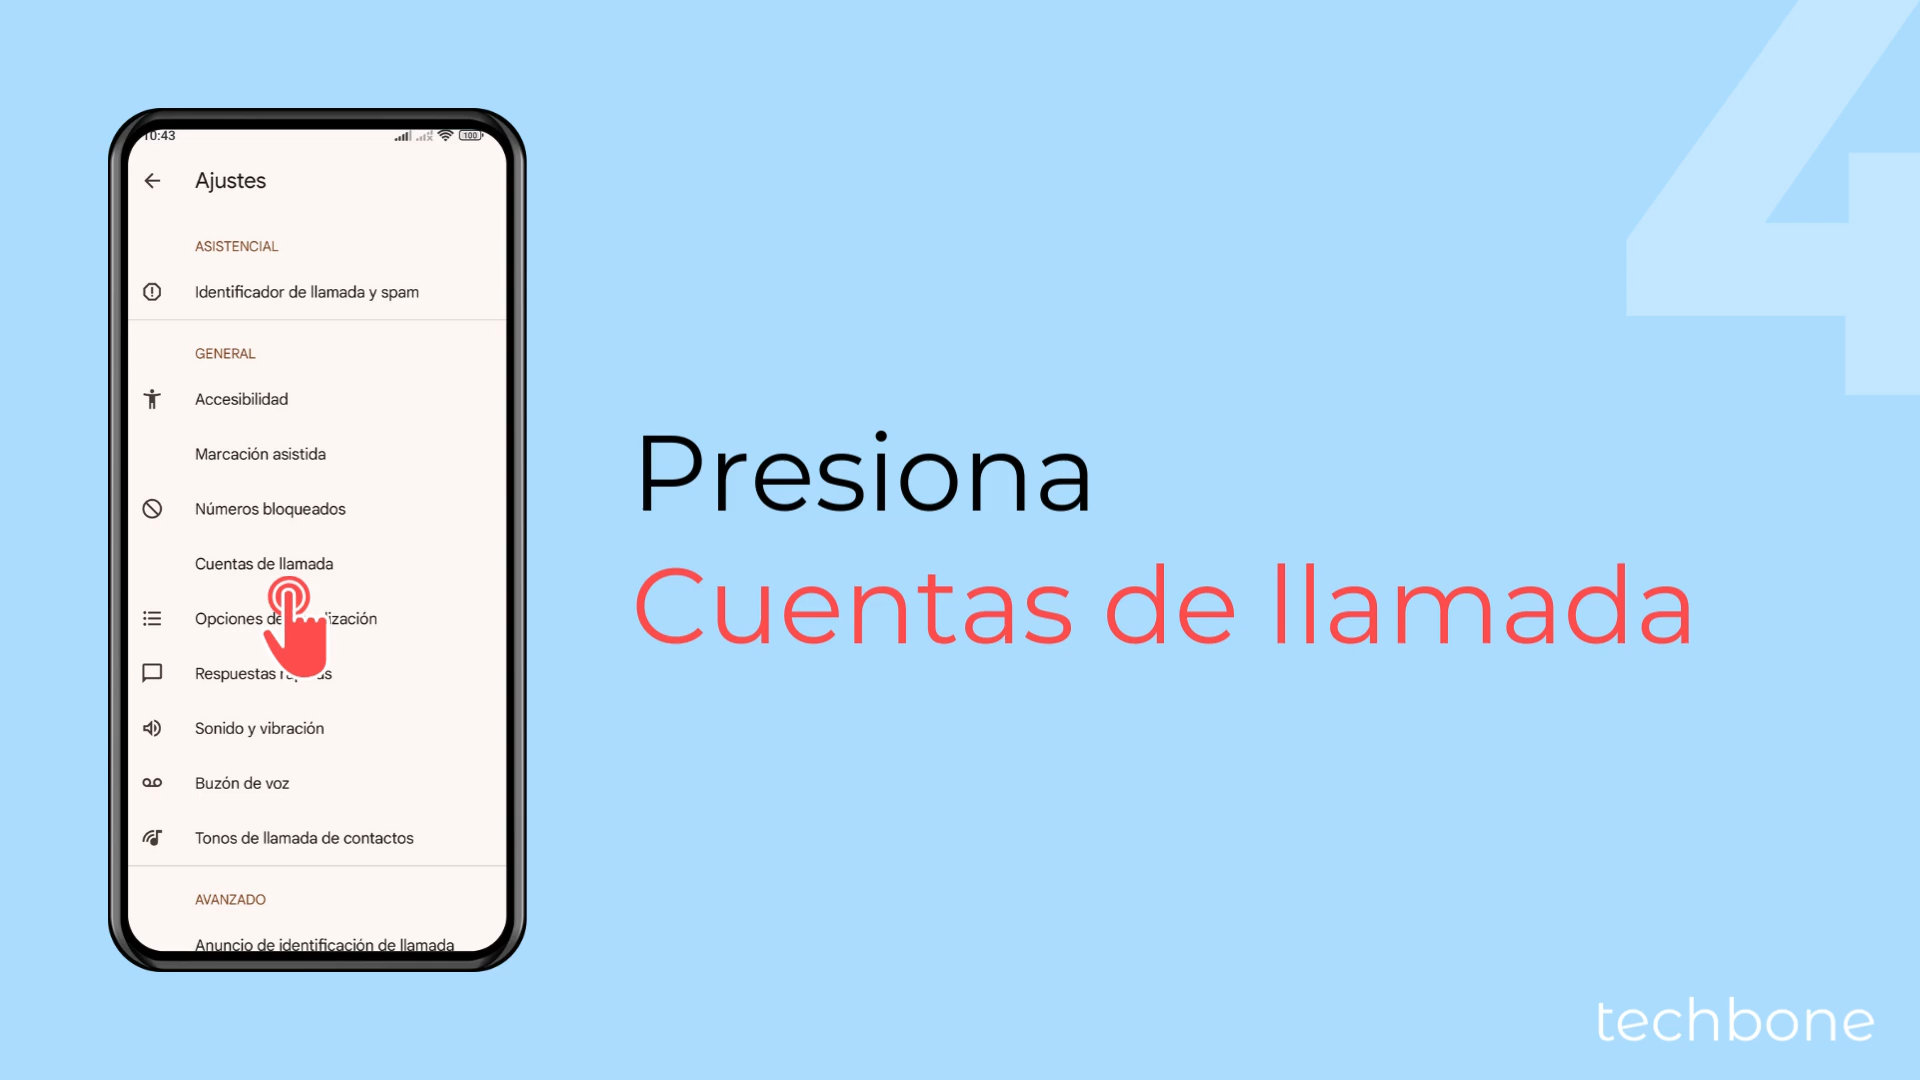 4
10:43
100
Ajustes
ASISTENCIAL
Identificador de llamada y spam
GENERAL
Accesibilidad
Marcación asistida
Números bloqueados
Cuentas de llamada
Opciones de
Respuestas
Sonido y vibración
Buzón de voz
Tonos de llamada de contactos
AVANZADO
Anuncio de identificación de llamada
Presiona
Cuentas de llamada
techbone